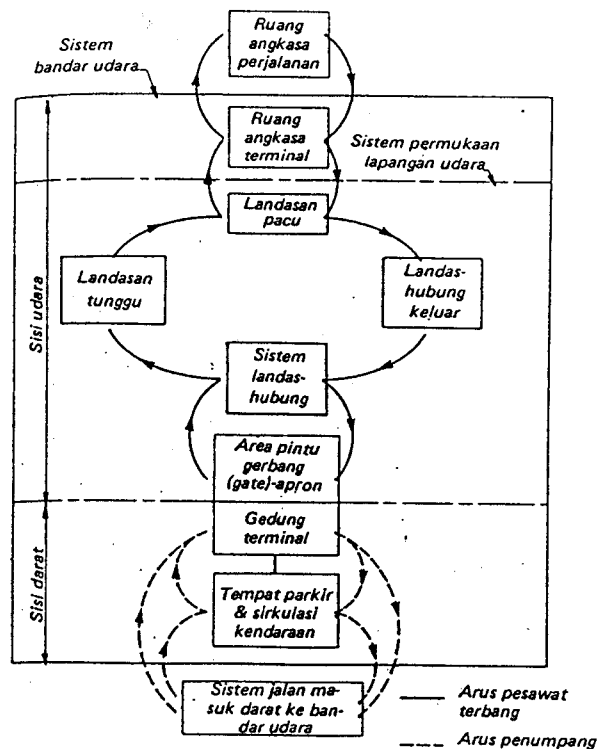 Sistem
bandar udara
Ruang
angkasa
perjalanan
Ruang
angkasa
terminal
Sistem permukaan
lapangan udara
Landasan
pacu
Landasan
tunggu
Landas-
hubung
keluar
Sisi udara
Sistem
landas-
hubung
Area pintu
gerbang
(gate)-apron
Gedung
terminal
Sisi darat
Tempat parkir
& sirkulasi
kendaraan
Sistem jalan ma-
suk darat ke ban-
dar udara
Arus pesawat
terbang
Arus penumpang